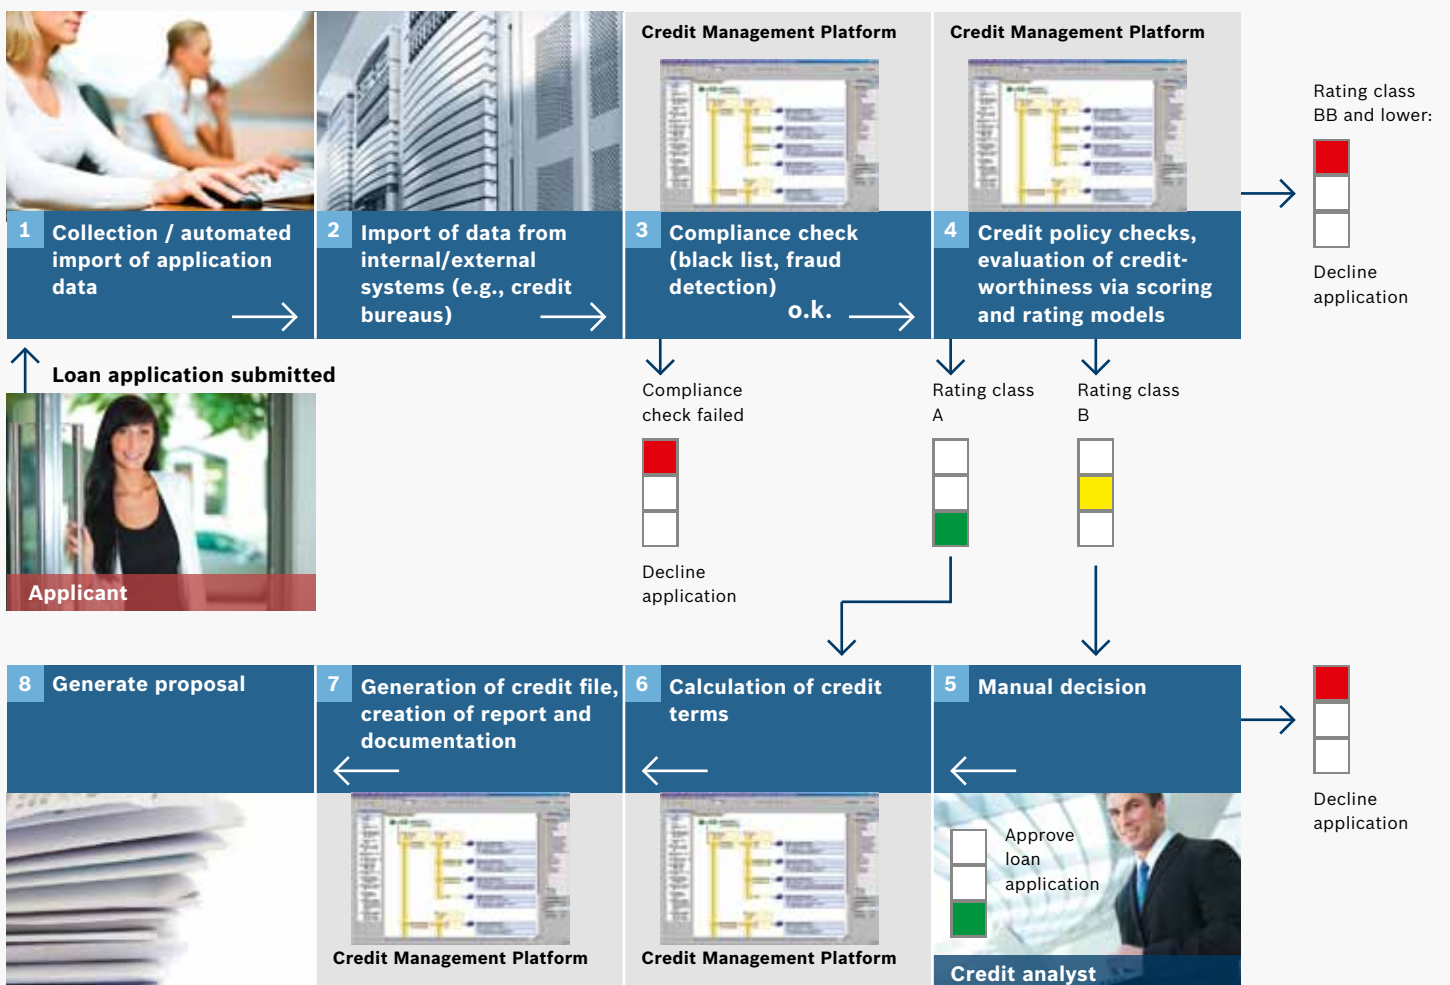 Credit Management Platform
Credit Management Platform
Rating class
BB and lower:
1
Collection / automated
import of application
data
2
Import of data from
internal/external
systems (e.g., credit
bureaus)
3
Compliance check
(black list, fraud
detection)
o.k.
4
Credit policy checks,
evaluation of credit-
worthiness via scoring
and rating models
Decline
application
Loan application submitted
Compliance
check failed
Rating class
A
Rating class
B
Decline
application
Applicant
8
Generate proposal
7
Generation of credit file,
creation of report and
documentation
6
Calculation of credit
terms
5
Manual decision
Decline
application
Approve
loan
application
Credit Management Platform
Credit Management Platform
Credit analyst